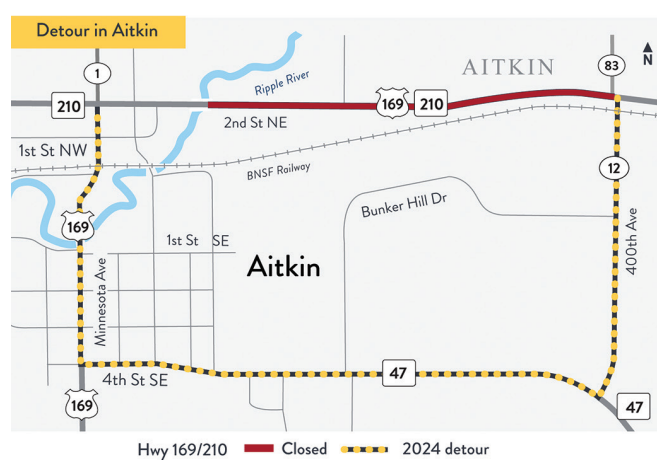 Detour in Aitkin
1
83
N
AITKIN
Ripple River
210
169
210
2nd St NE
1st St NW
BNSF Railway
12
Bunker Hill Dr
169
1st St SE
400th Ave
Aitkin
Minnesota Ave
47
4th St SE
169
47
Hwy 169/210
Closed
2024 detour